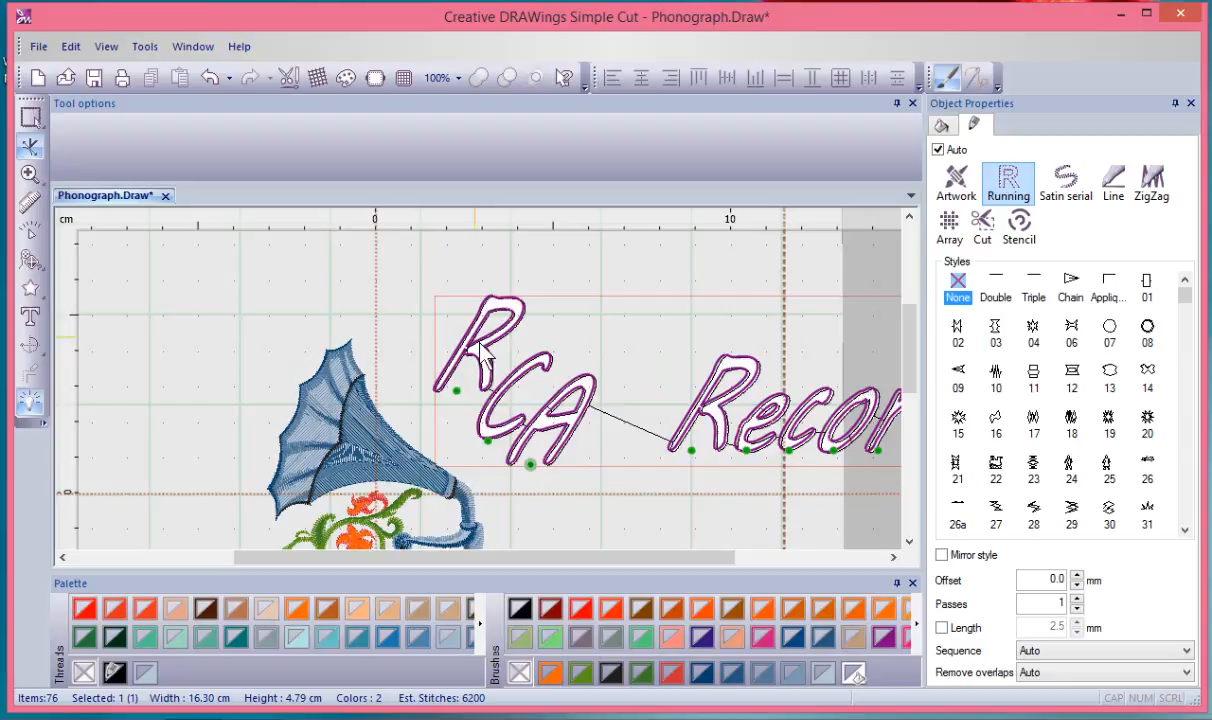 Creative DRAWings Simple Cut - Phonograph.Draw*
File Edit View Tools Window Help
100%
Tool options
Object Properties
Auto
Artwork Running Satin serial Line ZigZag
Array Cut Stencil
Phonograph.Draw*
cm 0 10
Styles
None Double Triple Chain Appliq... 01
02 03 04 06 07 08
09 10 11 12 13 14
15 16 17 18 19 20
21 22 23 24 25 26
26a 27 28 29 30 31
RCA Recor
0
Mirror style
Offset 0.0 mm
Passes 1
Length 2.5 mm
Sequence Auto
Remove overlaps Auto
Palette
Threads
Brushes
Items:76 Selected: 1 (1) Width : 16.30 cm Height : 4.79 cm Colors : 2 Est. Stitches: 6200
CAP NUM SCRL